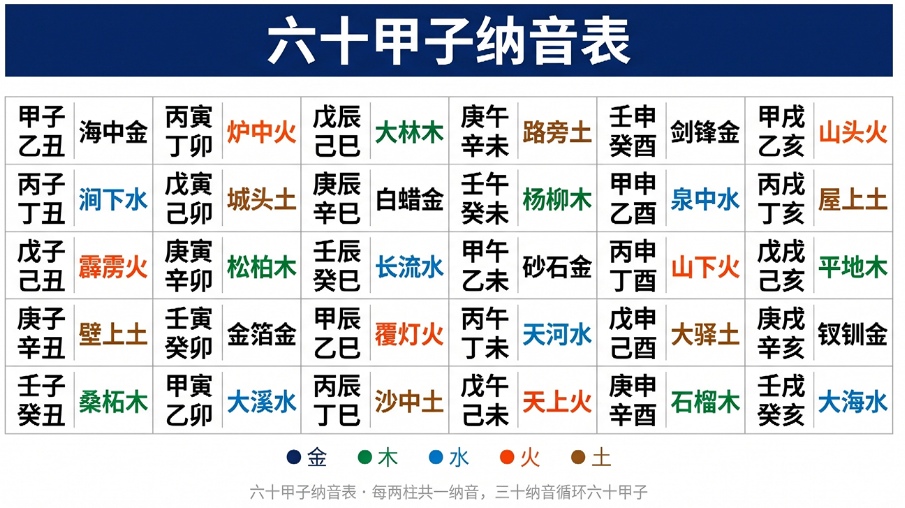 六十甲子纳音表
甲子 乙丑 海中金 丙寅 丁卯 炉中火 戊辰 己巳 大林木 庚午 辛未 路旁土 壬申 癸酉 剑锋金 甲戌 乙亥 山头火
丙子 丁丑 涧下水 戊寅 己卯 城头土 庚辰 辛巳 白蜡金 壬午 癸未 杨柳木 甲申 乙酉 泉中水 丙戌 丁亥 屋上土
戊子 己丑 霹雳火 庚寅 辛卯 松柏木 壬辰 癸巳 长流水 甲午 乙未 砂石金 丙申 丁酉 山下火 戊戌 己亥 平地木
庚子 辛丑 壁上土 壬寅 癸卯 金箔金 甲辰 乙巳 覆灯火 丙午 丁未 天河水 戊申 己酉 大驿土 庚戌 辛亥 钗钏金
壬子 癸丑 桑柘木 甲寅 乙卯 大溪水 丙辰 丁巳 沙中土 戊午 己未 天上火 庚申 辛酉 石榴木 壬戌 癸亥 大海水
金 木 水 火 土
六十甲子纳音表 · 每两柱共一纳音，三十纳音循环六十甲子